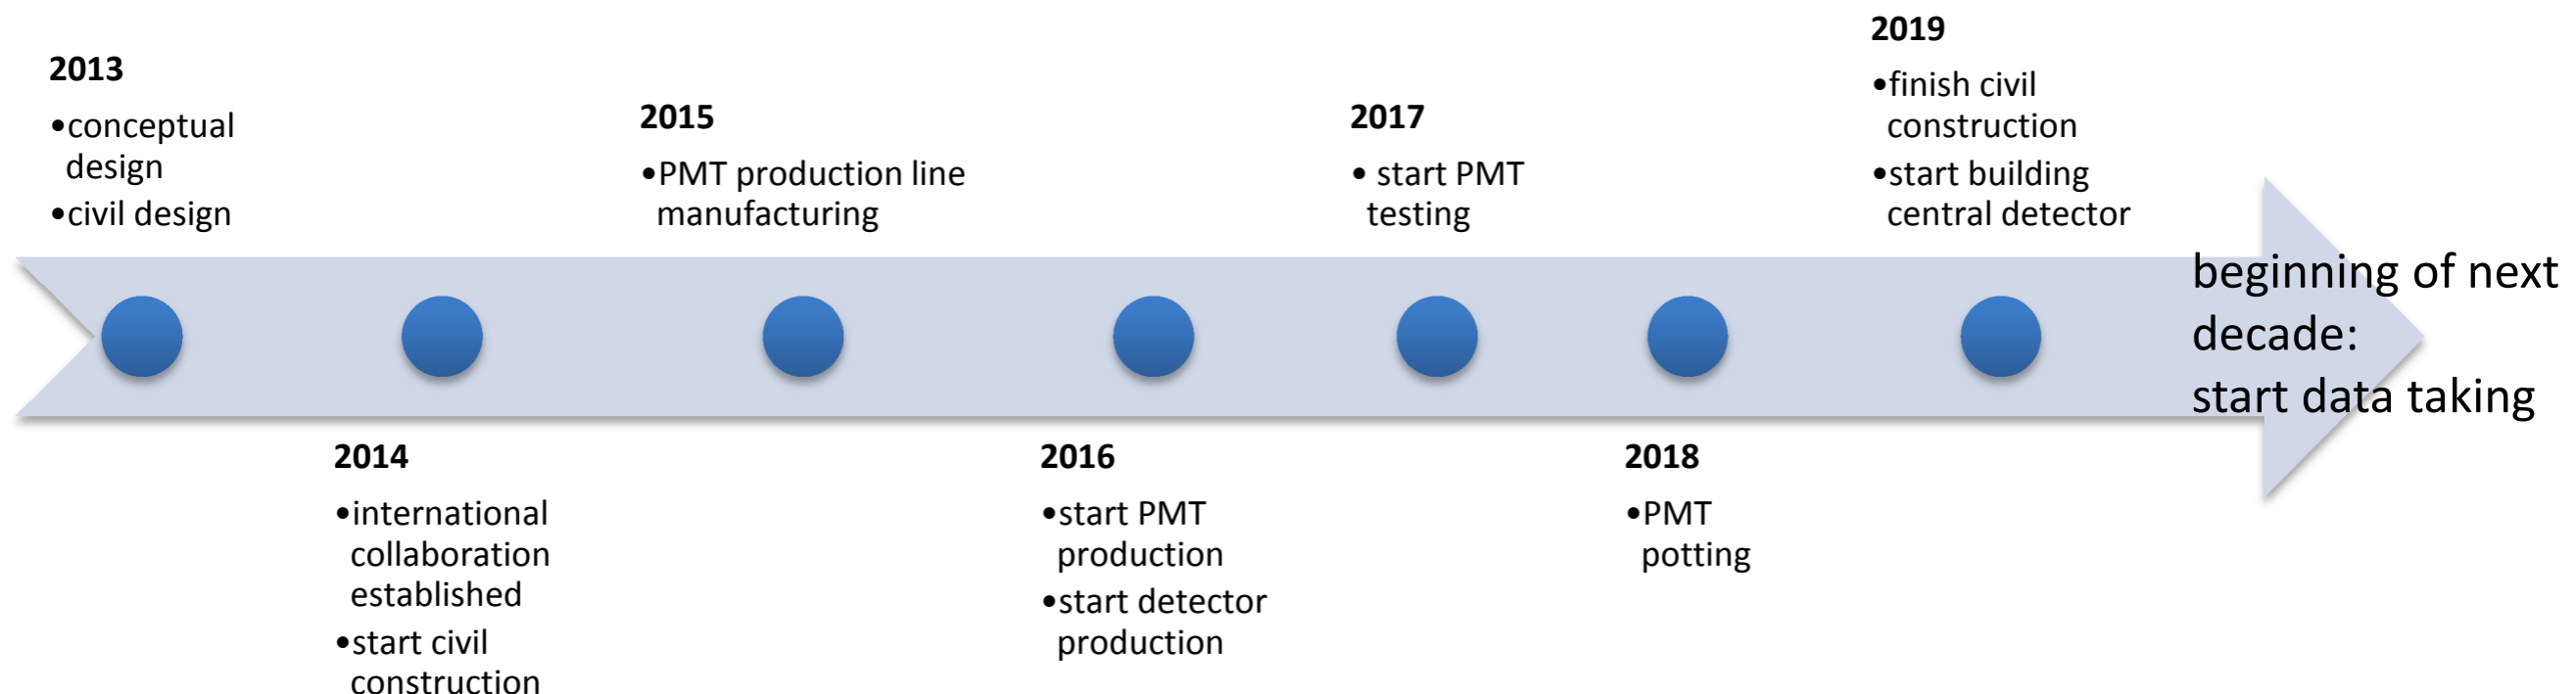 2013
•conceptual
design
•civil design
2014
•international
collaboration
established
•start civil
construction
2015
•PMT production line
manufacturing
2016
•start PMT
production
•start detector
production
2017
• start PMT
testing
2018
•PMT
potting
2019
•finish civil
construction
•start building
central detector
beginning of next
decade:
start data taking